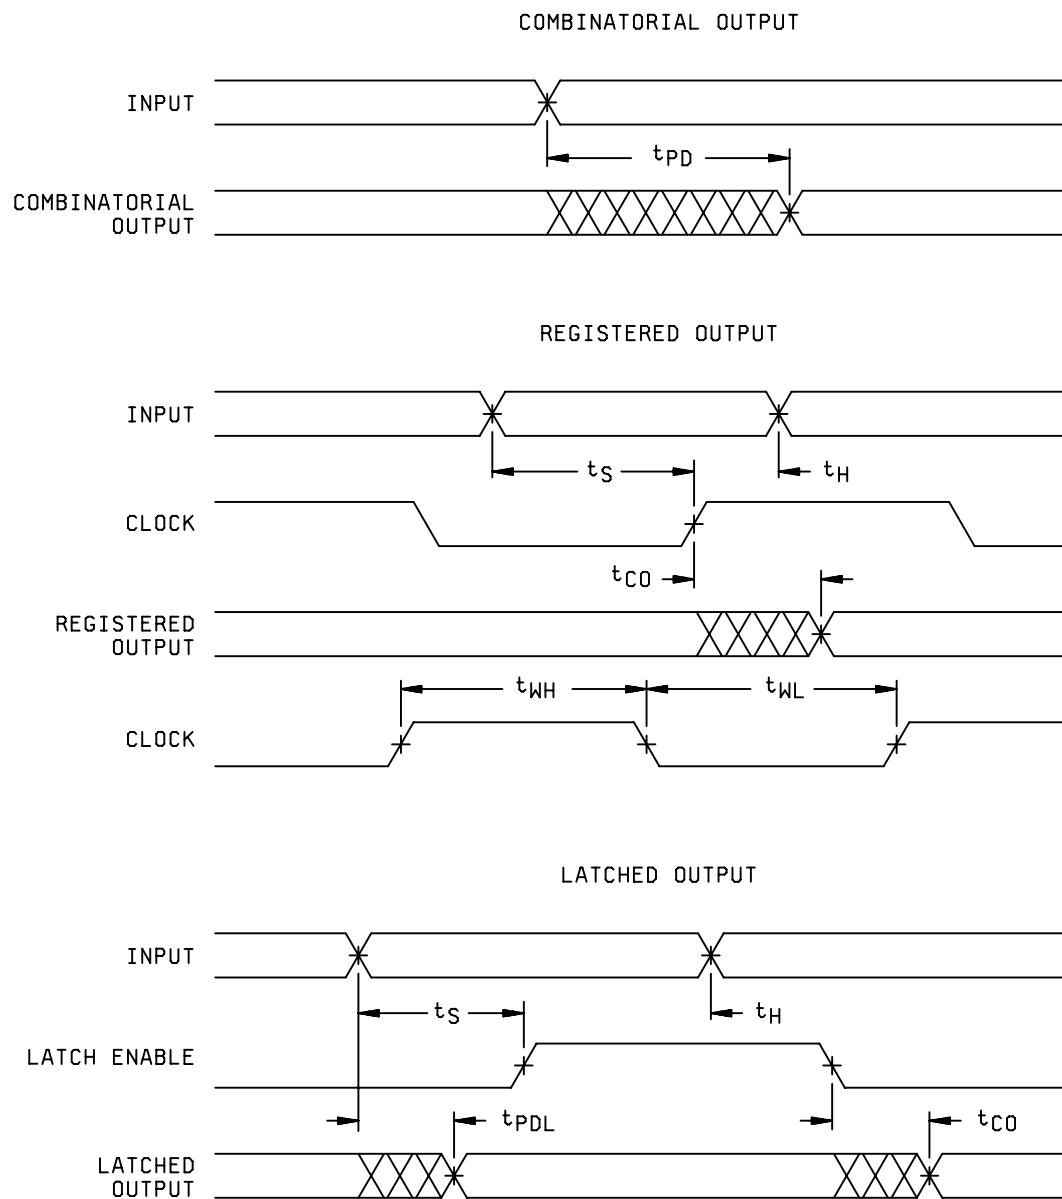 COMBINATORIAL OUTPUT
INPUT
tPD
COMBINATORIAL
OUTPUT
REGISTERED OUTPUT
INPUT
tS
tH
CLOCK
tCO
REGISTERED
OUTPUT
tWH
tWL
CLOCK
LATCHED OUTPUT
INPUT
tS
tH
LATCH ENABLE
tPDL
tCO
LATCHED
OUTPUT